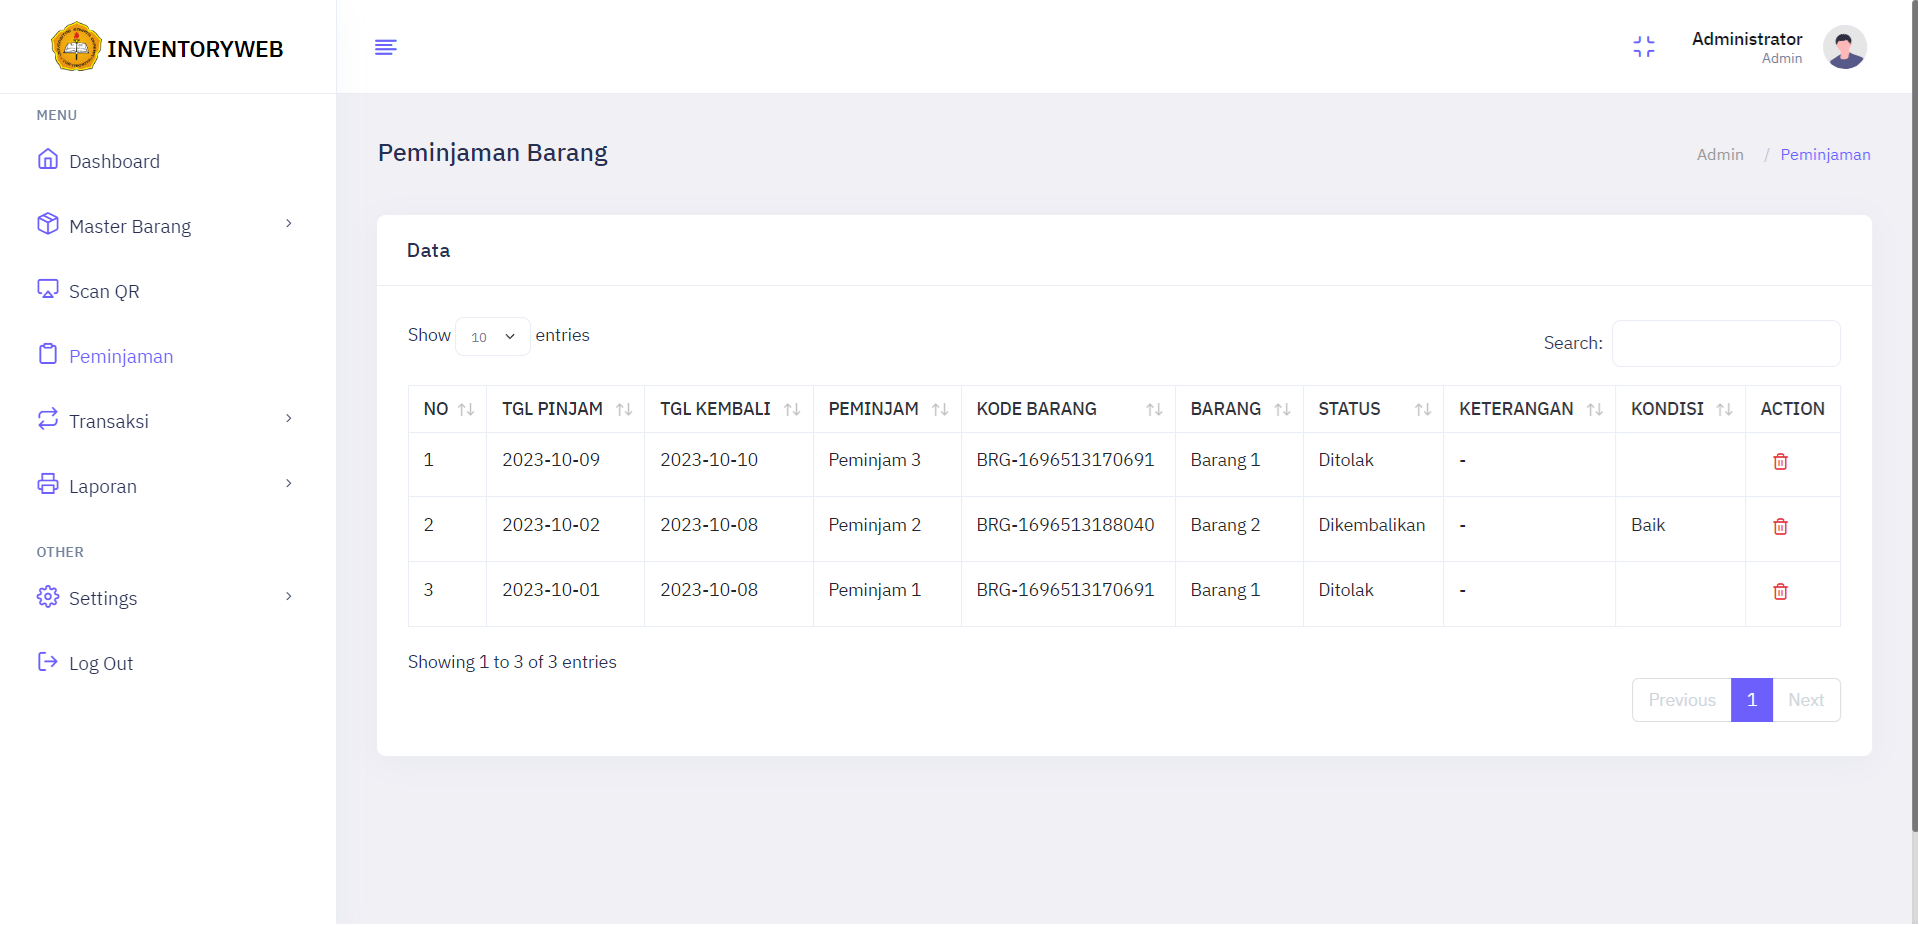 INVENTORYWEB
Administrator
Admin
MENU
Dashboard
Master Barang
Scan QR
Peminjaman
Transaksi
Laporan
OTHER
Settings
Log Out
Peminjaman Barang
Admin / Peminjaman
Data
Show 10 entries
Search:
NO TGL PINJAM TGL KEMBALI PEMINJAM KODE BARANG BARANG STATUS KETERANGAN KONDISI ACTION
1 2023-10-09 2023-10-10 Peminjam 3 BRG-1696513170691 Barang 1 Ditolak -
2 2023-10-02 2023-10-08 Peminjam 2 BRG-1696513188040 Barang 2 Dikembalikan - Baik
3 2023-10-01 2023-10-08 Peminjam 1 BRG-1696513170691 Barang 1 Ditolak -
Showing 1 to 3 of 3 entries
Previous 1 Next